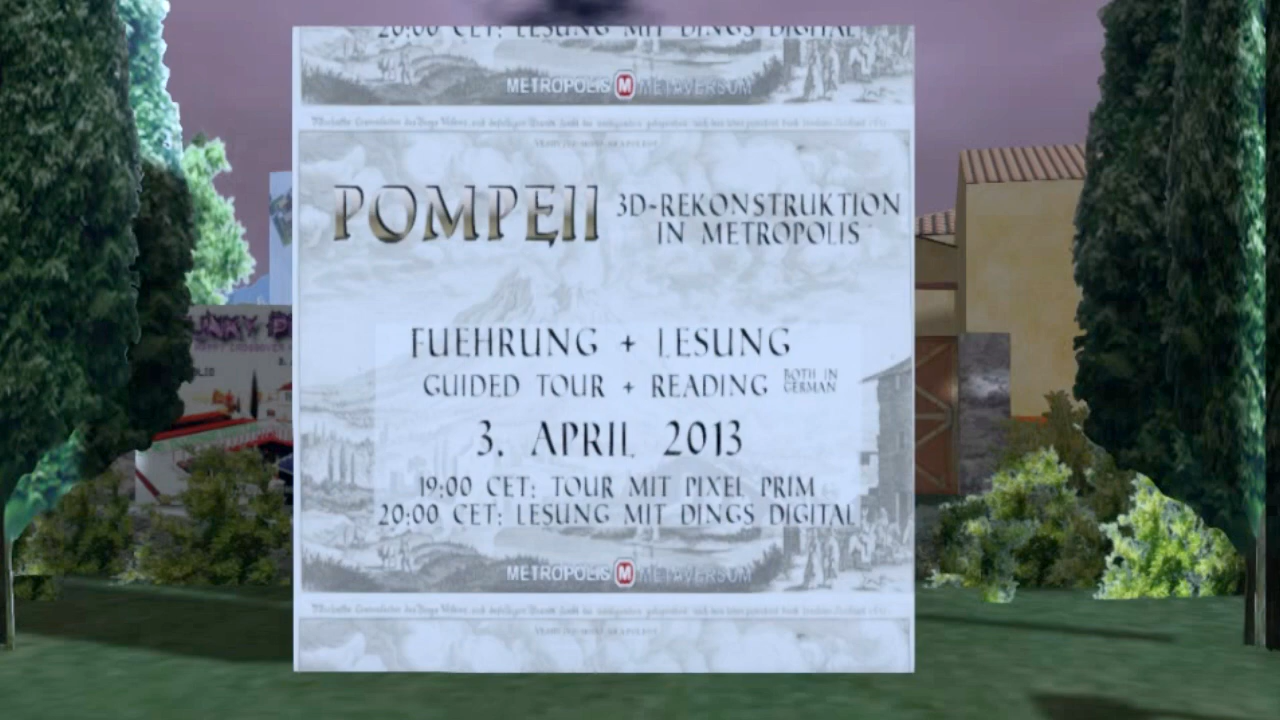 20:00 CET: LESUNG MIT DINGS DIGITAL
METROPOLIS M METAVERSUM
POMPEII 3D-REKONSTRUKTION
IN METROPOLIS
FUEHRUNG + LESUNG
GUIDED TOUR + READING BOTH IN
GERMAN
3. APRIL 2013
19:00 CET: TOUR MIT PIXEL PRIM
20:00 CET: LESUNG MIT DINGS DIGITAL
METROPOLIS M METAVERSUM